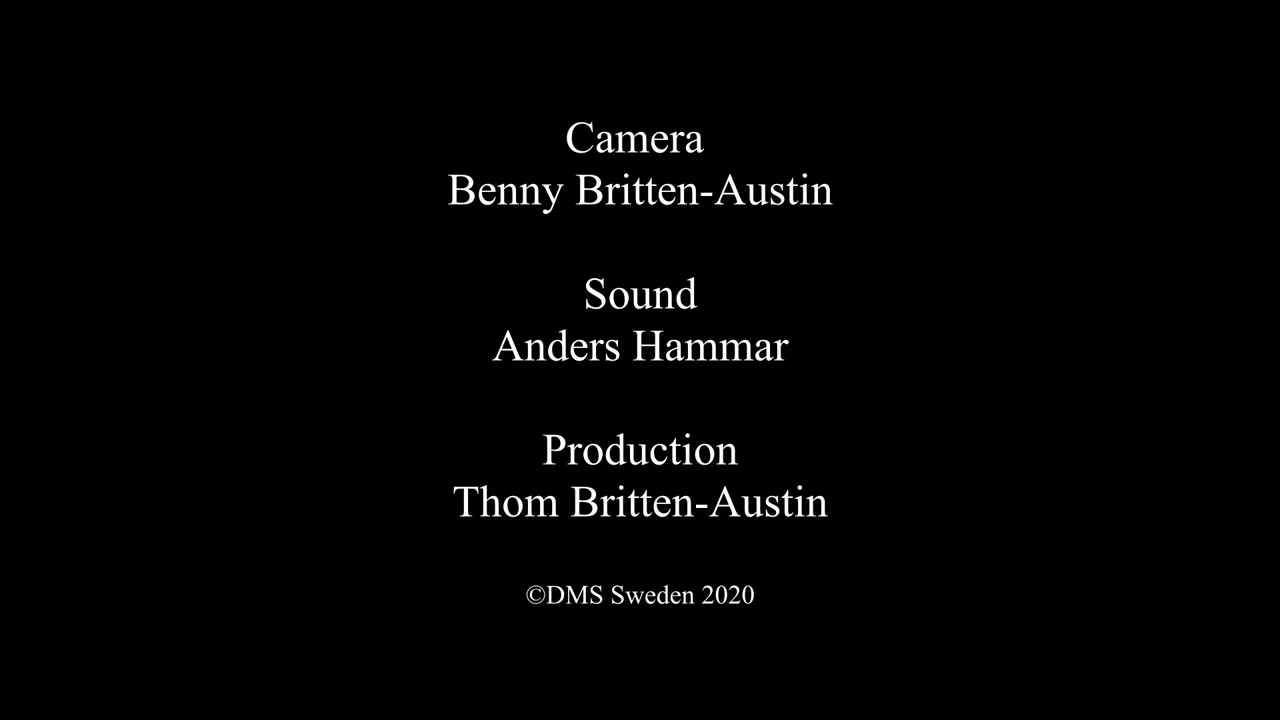 Camera
Benny Britten-Austin
Sound
Anders Hammar
Production
Thom Britten-Austin
©DMS Sweden 2020